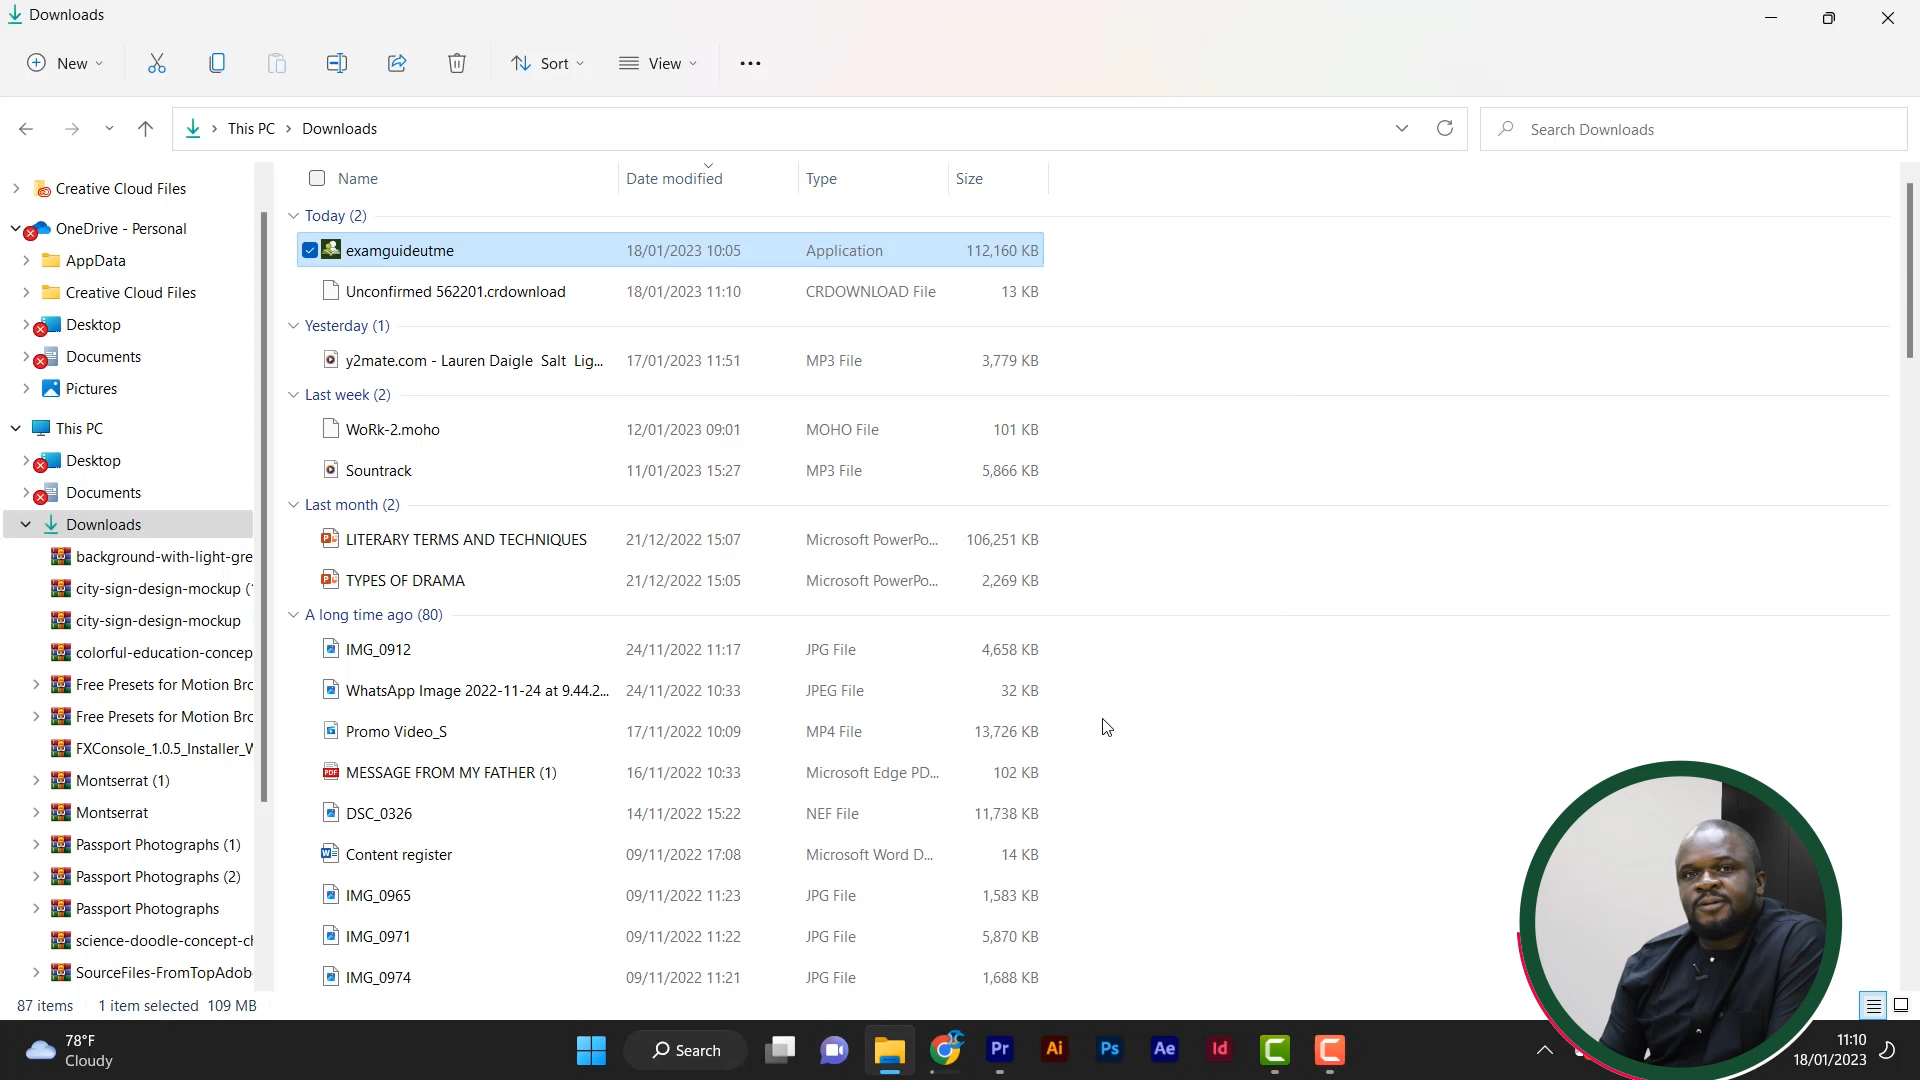 Downloads
New
Sort
View
This PC > Downloads
Search Downloads
Creative Cloud Files
OneDrive - Personal
AppData
Creative Cloud Files
Desktop
Documents
Pictures
This PC
Desktop
Documents
Downloads
background-with-light-gre
city-sign-design-mockup (
city-sign-design-mockup
colorful-education-concep
Free Presets for Motion Bro
Free Presets for Motion Bro
FXConsole_1.0.5_Installer_W
Montserrat (1)
Montserrat
Passport Photographs (1)
Passport Photographs (2)
Passport Photographs
science-doodle-concept-cl
SourceFiles-FromTopAdob
Name Date modified Type Size
Today (2)
examguideutme 18/01/2023 10:05 Application 112,160 KB
Unconfirmed 562201.crdownload 18/01/2023 11:10 CRDOWNLOAD File 13 KB
Yesterday (1)
y2mate.com - Lauren Daigle Salt Lig... 17/01/2023 11:51 MP3 File 3,779 KB
Last week (2)
WoRk-2.moho 12/01/2023 09:01 MOHO File 101 KB
Sountrack 11/01/2023 15:27 MP3 File 5,866 KB
Last month (2)
LITERARY TERMS AND TECHNIQUES 21/12/2022 15:07 Microsoft PowerPo... 106,251 KB
TYPES OF DRAMA 21/12/2022 15:05 Microsoft PowerPo... 2,269 KB
A long time ago (80)
IMG_0912 24/11/2022 11:17 JPG File 4,658 KB
WhatsApp Image 2022-11-24 at 9.44.2... 24/11/2022 10:33 JPEG File 32 KB
Promo Video_S 17/11/2022 10:09 MP4 File 13,726 KB
MESSAGE FROM MY FATHER (1) 16/11/2022 10:33 Microsoft Edge PD... 102 KB
DSC_0326 14/11/2022 15:22 NEF File 11,738 KB
Content register 09/11/2022 17:08 Microsoft Word D... 14 KB
IMG_0965 09/11/2022 11:23 JPG File 1,583 KB
IMG_0971 09/11/2022 11:22 JPG File 5,870 KB
IMG_0974 09/11/2022 11:21 JPG File 1,688 KB
87 items 1 item selected 109 MB
78°F
Cloudy
Search
Pr
Ai
Ps
Ae
Id
11:10
18/01/2023